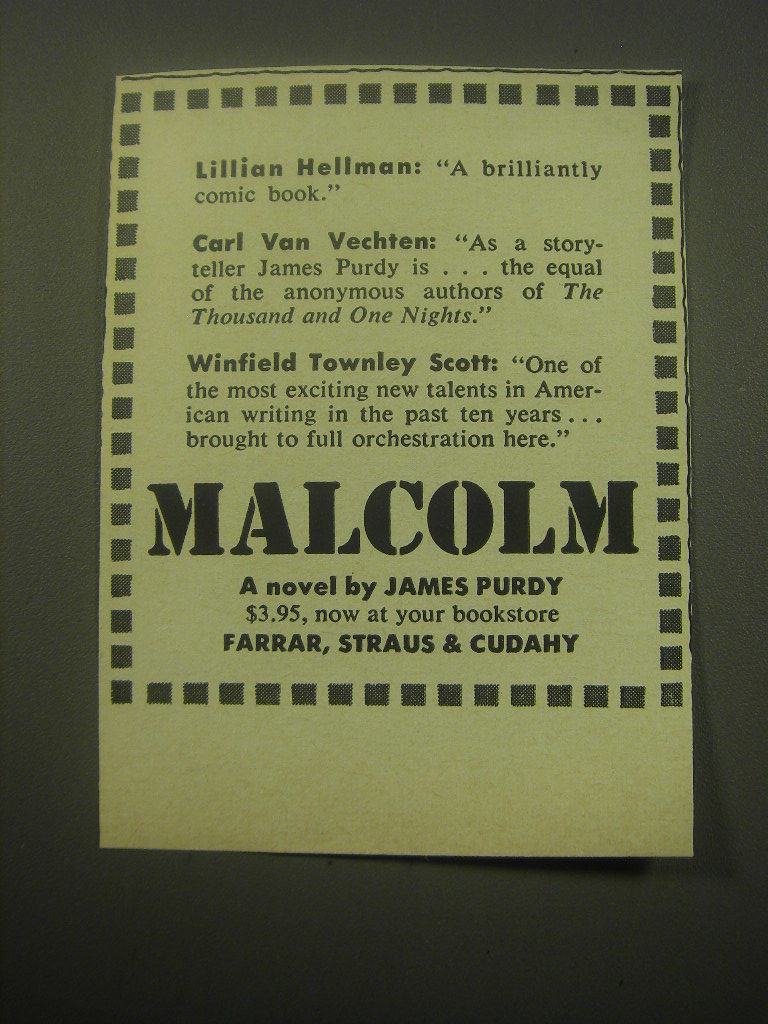 Lillian Hellman: “A brilliantly
comic book.”
Carl Van Vechten: “As a story-
teller James Purdy is . . . the equal
of the anonymous authors of The
Thousand and One Nights.”
Winfield Townley Scott: “One of
the most exciting new talents in Amer-
ican writing in the past ten years . . .
brought to full orchestration here.”
MALCOLM
A novel by JAMES PURDY
$3.95, now at your bookstore
FARRAR, STRAUS & CUDAHY